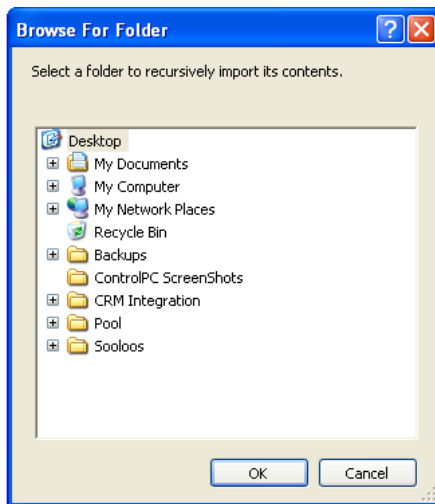 Browse For Folder
Select a folder to recursively import its contents.
Desktop
My Documents
My Computer
My Network Places
Recycle Bin
Backups
ControlPC ScreenShots
CRM Integration
Pool
Sooloos
OK
Cancel